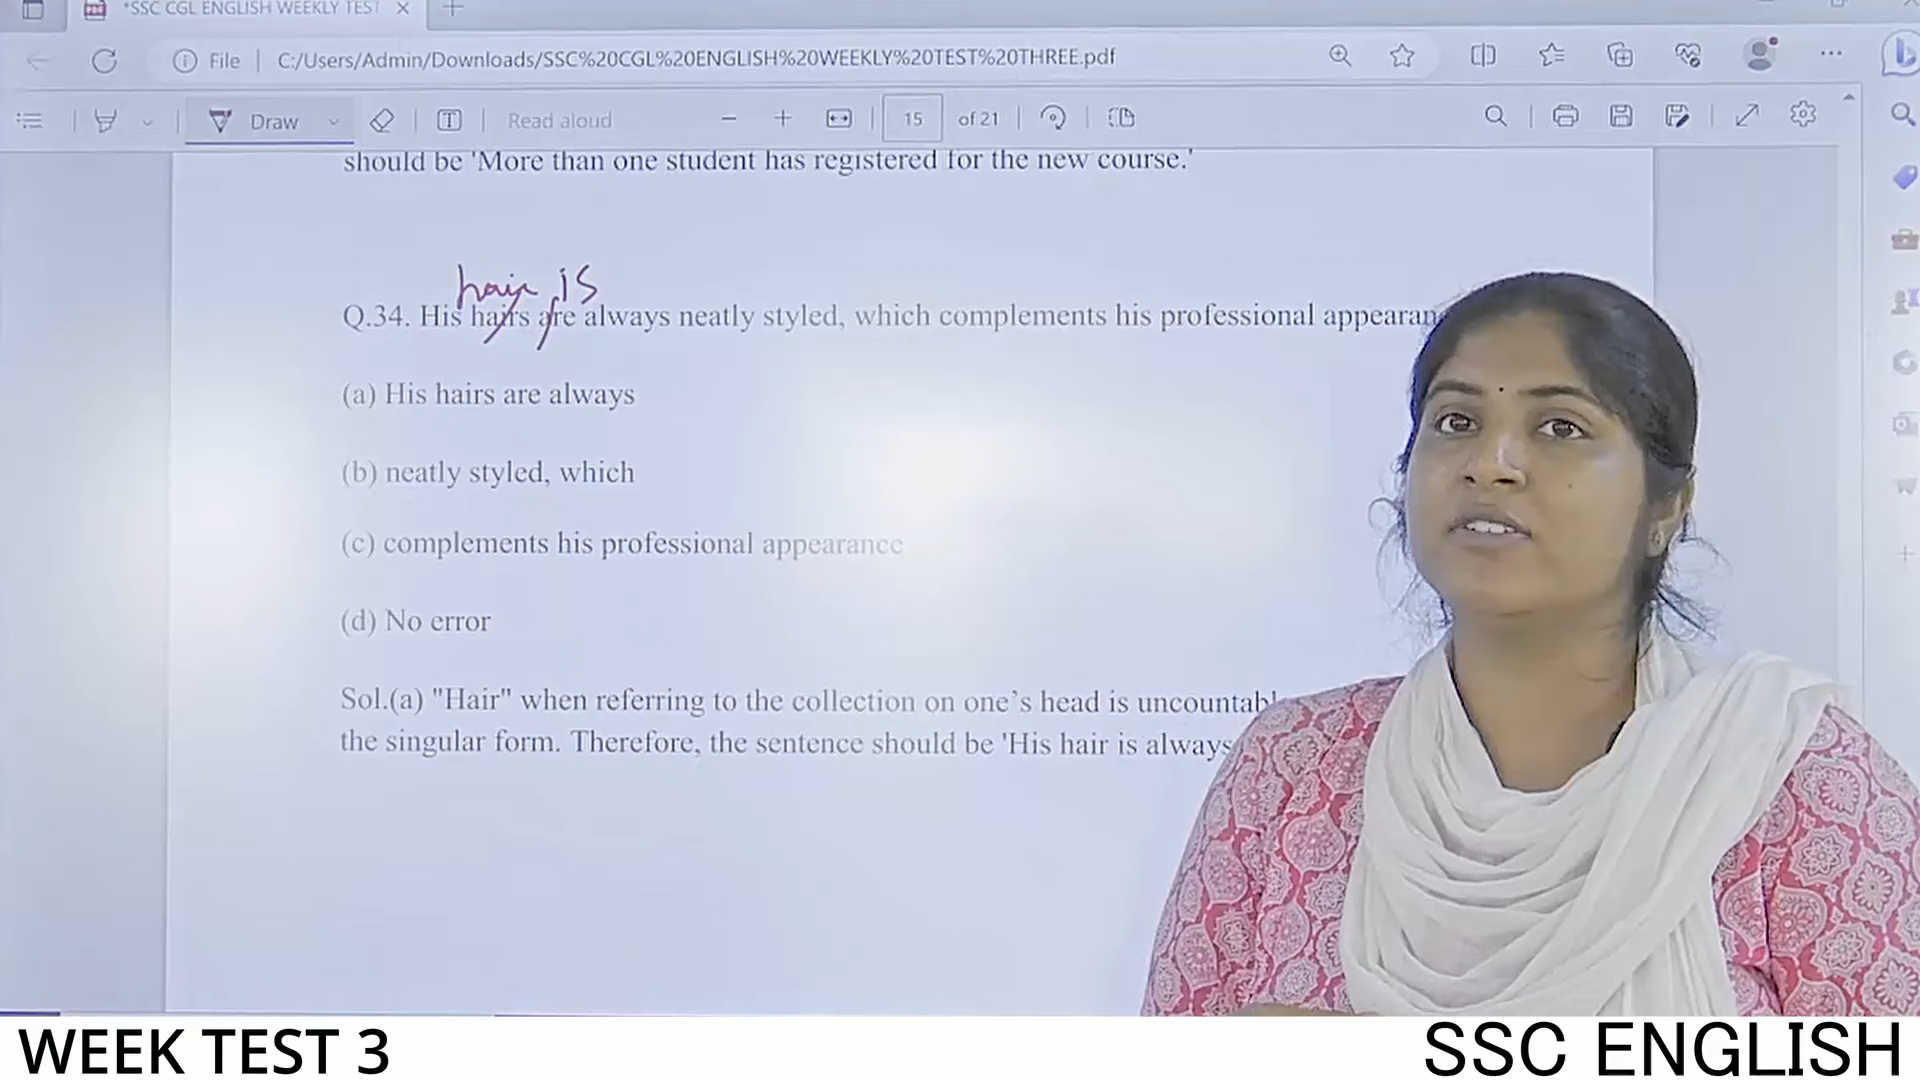 *SSC CGL ENGLISH WEEKLY TEST
File C:/Users/Admin/Downloads/SSC%20CGL%20ENGLISH%20WEEKLY%20TEST%20THREE.pdf
Draw Read aloud 15 of 21
should be 'More than one student has registered for the new course.'
hair is
Q.34. His hairs are always neatly styled, which complements his professional
(a) His hairs are always
(b) neatly styled, which
(c) complements his professional appearance
(d) No error
Sol.(a) "Hair" when referring to the collection on one’s head is
the singular form. Therefore, the sentence should be 'His hair is always
WEEK TEST 3
SSC ENGLISH